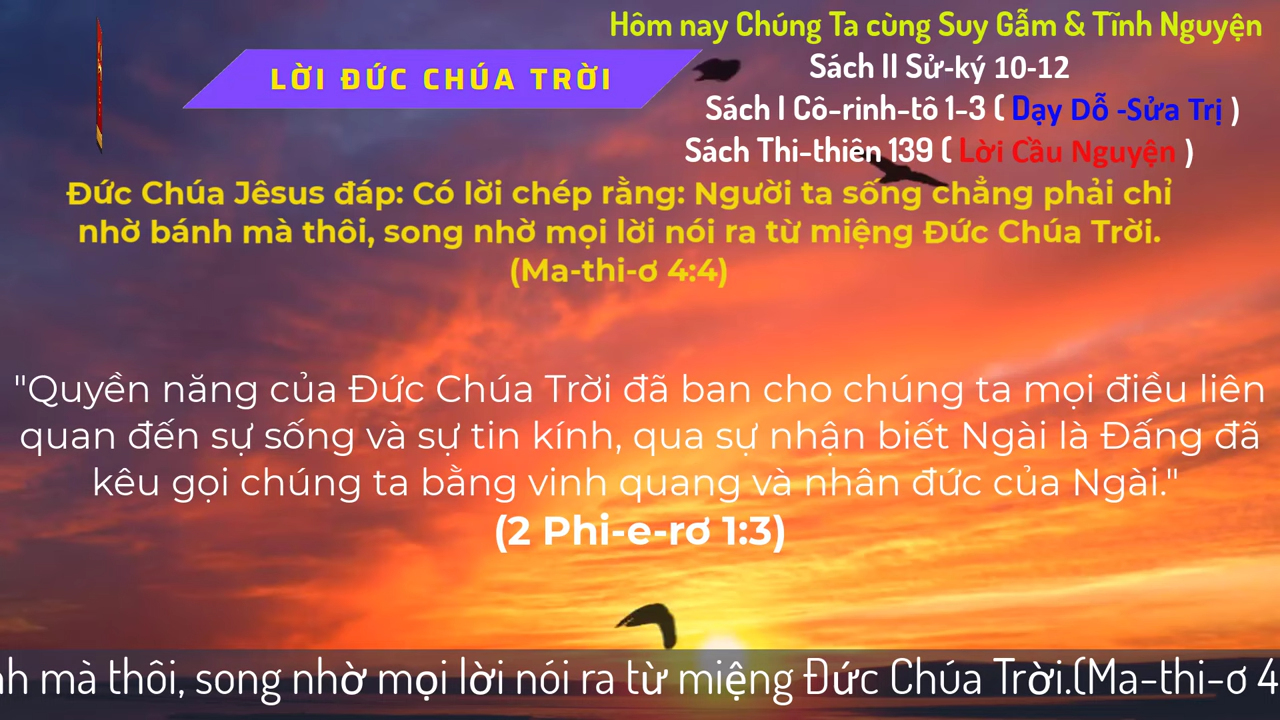 Hôm nay Chúng Ta cùng Suy Gẫm & Tĩnh Nguyện
LỜI ĐỨC CHÚA TRỜI
Sách II Sử-ký 10-12
Sách I Cô-rinh-tô 1-3 ( Dạy Dỗ -Sửa Trị )
Sách Thi-thiên 139 ( Lời Cầu Nguyện )
Đức Chúa Jêsus đáp: Có lời chép rằng: Người ta sống chẳng phải chỉ
nhờ bánh mà thôi, song nhờ mọi lời nói ra từ miệng Đức Chúa Trời.
(Ma-thi-ơ 4:4)
"Quyền năng của Đức Chúa Trời đã ban cho chúng ta mọi điều liên
quan đến sự sống và sự tin kính, qua sự nhận biết Ngài là Đấng đã
kêu gọi chúng ta bằng vinh quang và nhân đức của Ngài."
(2 Phi-e-rơ 1:3)
nh mà thôi, song nhờ mọi lời nói ra từ miệng Đức Chúa Trời.(Ma-thi-ơ 4